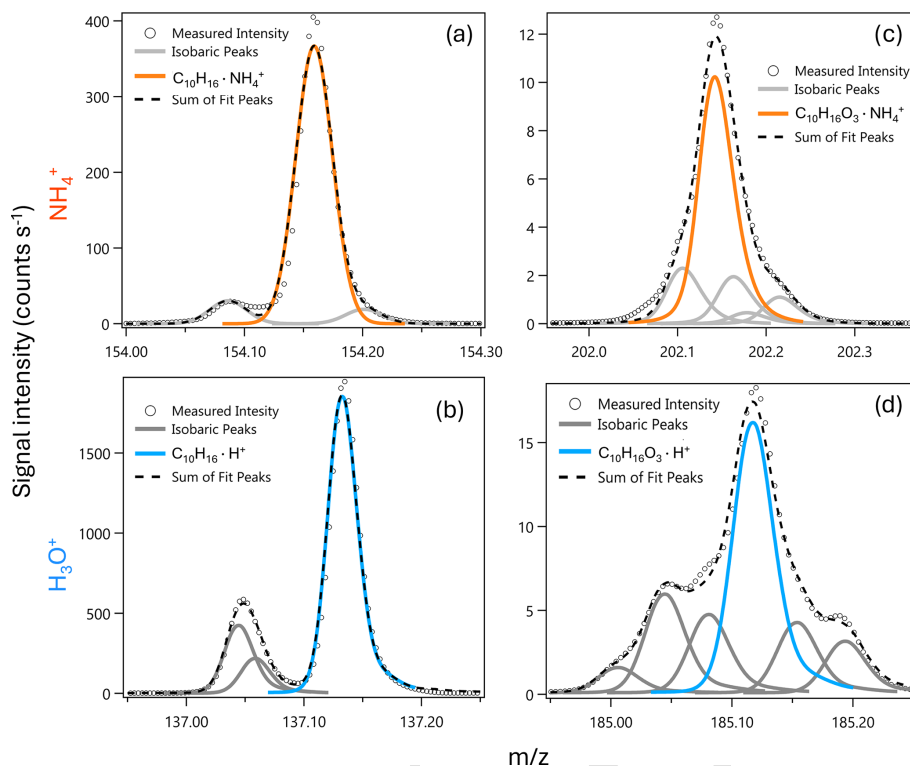 Signal intensity (counts s⁻¹)
NH₄⁺
H₃O⁺
(a)
Measured Intensity
Isobaric Peaks
C₁₀H₁₆ · NH₄⁺
Sum of Fit Peaks
400
300
200
100
0
154.00 154.10 154.20 154.30
(c)
Measured Intensity
Isobaric Peaks
C₁₀H₁₆O₃ · NH₄⁺
Sum of Fit Peaks
12
10
8
6
4
2
0
202.0 202.1 202.2 202.3
(b)
Measured Intesity
Isobaric Peaks
C₁₀H₁₆ · H⁺
Sum of Fit Peaks
1500
1000
500
0
137.00 137.10 137.20
(d)
Measured Intensity
Isobaric Peaks
C₁₀H₁₆O₃ · H⁺
Sum of Fit Peaks
15
10
5
0
185.00 185.10 185.20
m/z